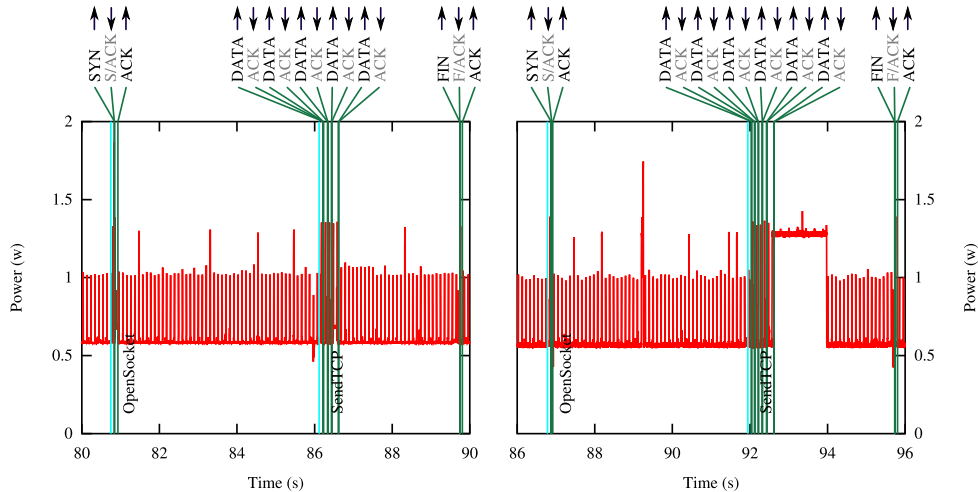 SYN S/ACK ACK DATA ACK DATA ACK DATA ACK DATA ACK DATA ACK FIN F/ACK ACK
2
1.5
1
0.5
0
Power (w)
OpenSocket
SendTCP
80 82 84 86 88 90
Time (s)
SYN S/ACK ACK DATA ACK DATA ACK DATA ACK DATA ACK DATA ACK DATA ACK FIN F/ACK ACK
2
1.5
1
0.5
0
Power (w)
OpenSocket
SendTCP
86 88 90 92 94 96
Time (s)